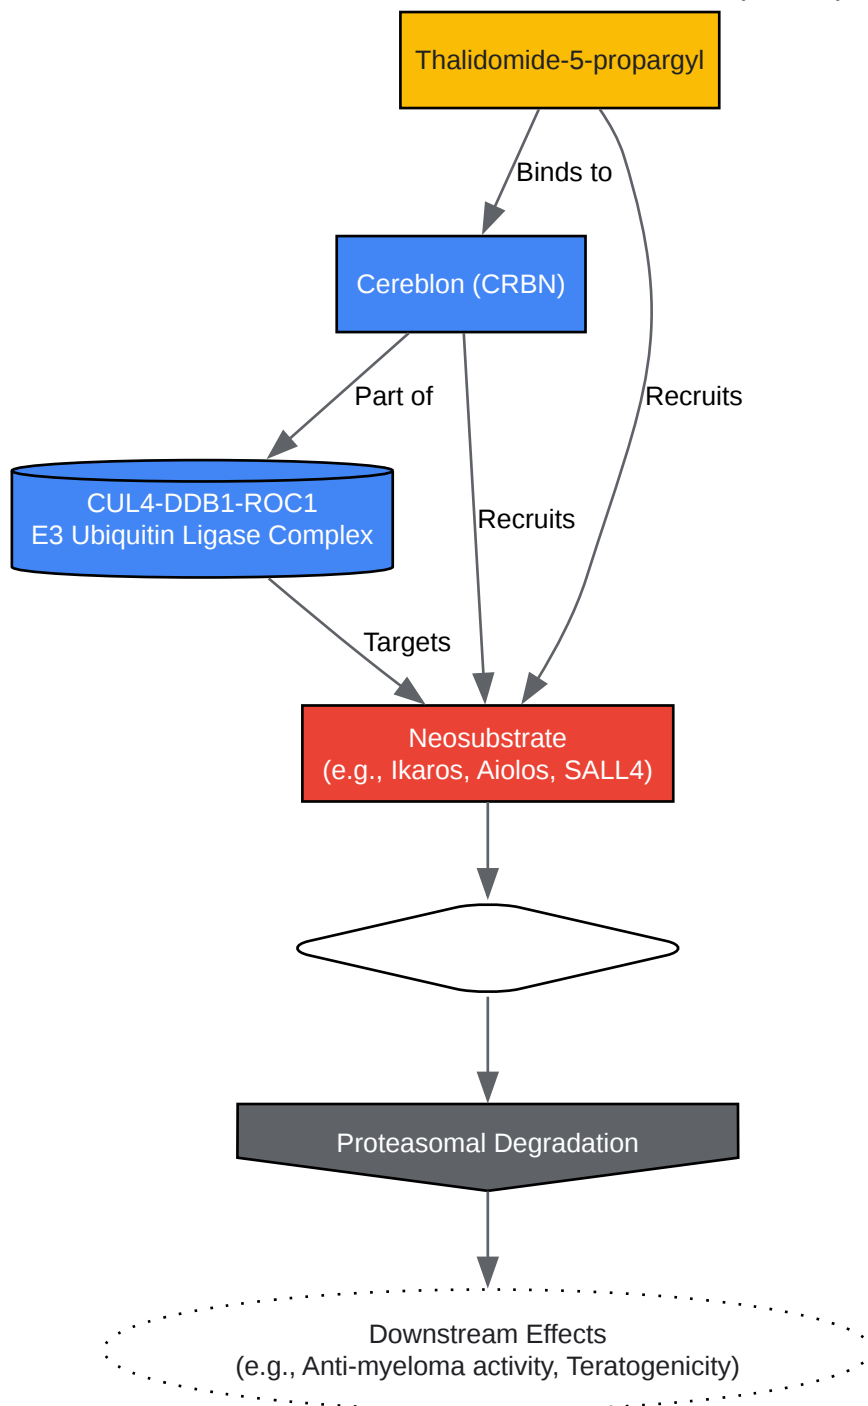 Thalidomide-5-propargyl
Binds to
Cereblon (CRBN)
Part of
Recruits
CUL4-DDB1-ROC1
E3 Ubiquitin Ligase Complex
Recruits
Targets
Neosubstrate
(e.g., Ikaros, Aiolos, SALL4)
Proteasomal Degradation
Downstream Effects
(e.g., Anti-myeloma activity, Teratogenicity)